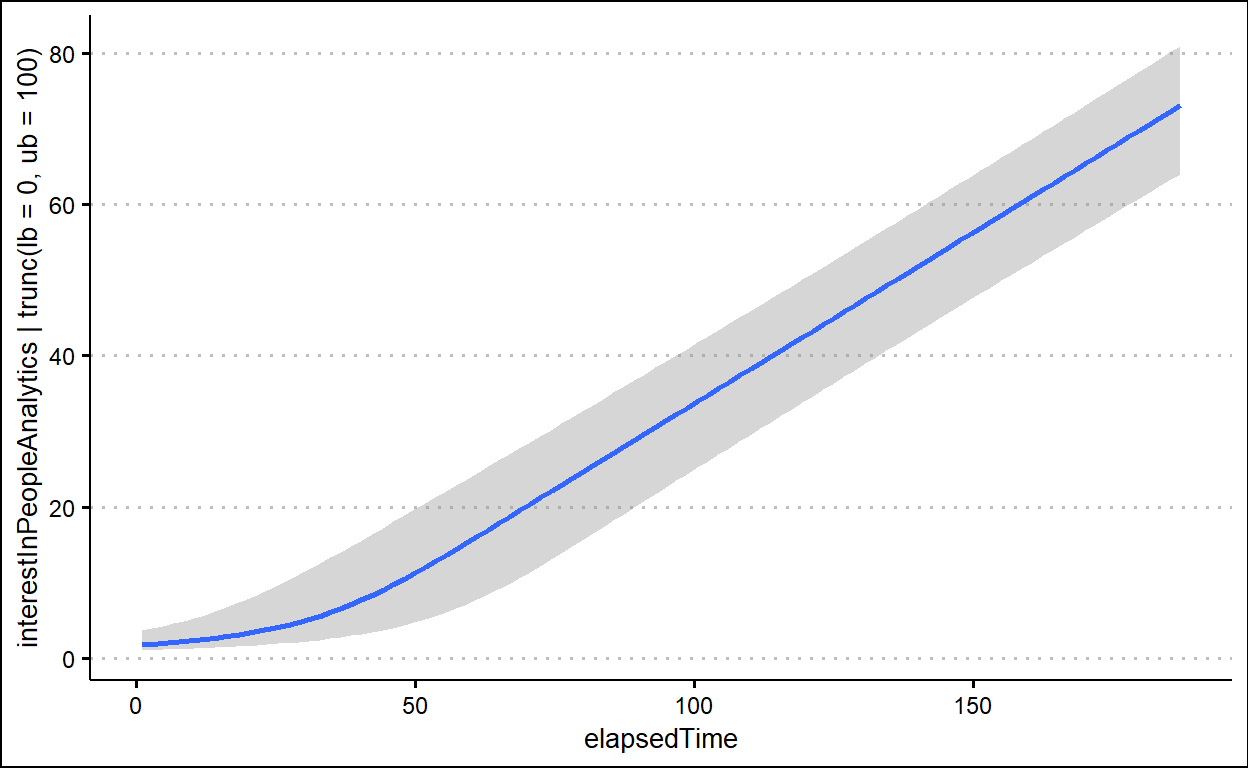 interestInPeopleAnalytics | trunc(lb = 0, ub = 100)
80
60
40
20
0
0 50 100 150
elapsedTime